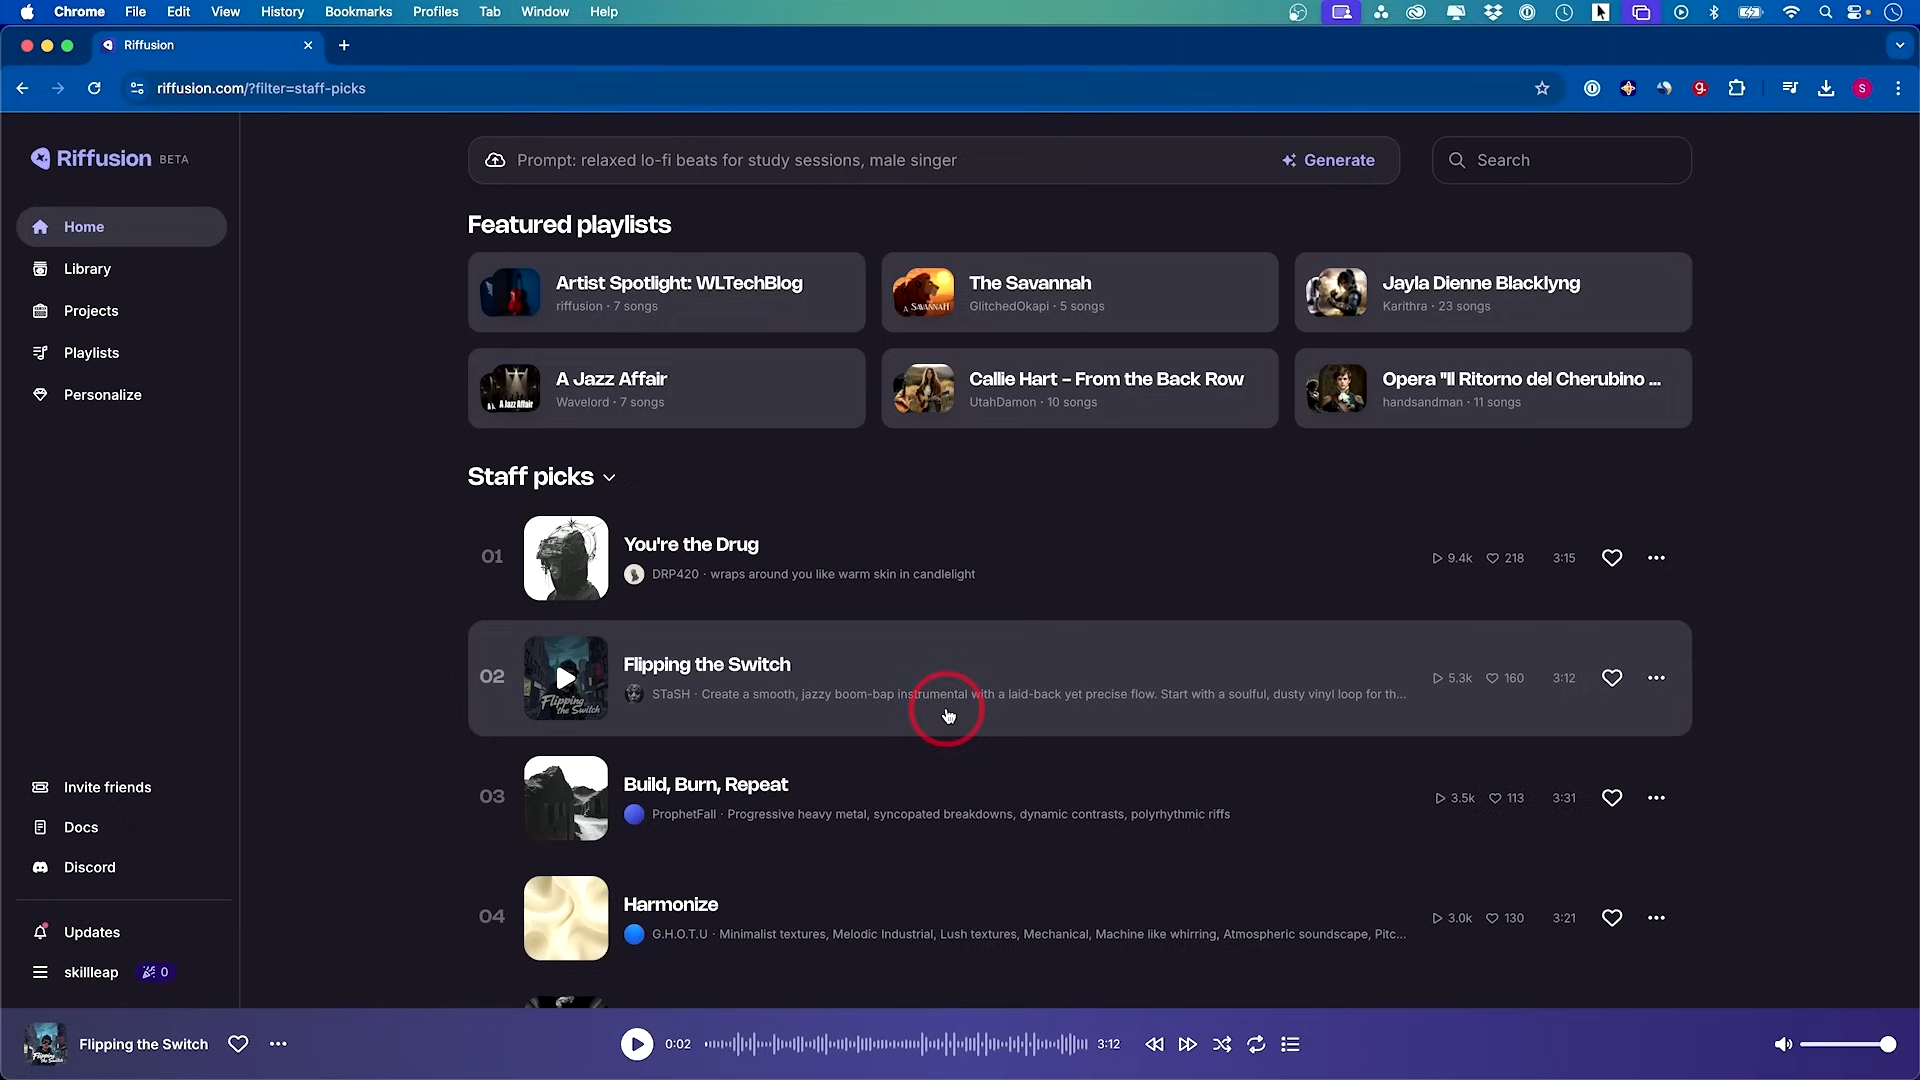 Chrome File Edit View History Bookmarks Profiles Tab Window Help
Riffusion
riffusion.com/?filter=staff-picks
S
Riffusion BETA
Prompt: relaxed lo-fi beats for study sessions, male singer
Generate
Search
Home
Library
Projects
Playlists
Personalize
Featured playlists
Artist Spotlight: WLTechBlog
riffusion · 7 songs
A SAVANNAH
The Savannah
GlitchedOkapi · 5 songs
Jayla Dienne Blacklyng
Karithra · 23 songs
A Jazz Affair
A Jazz Affair
Wavelord · 7 songs
Callie Hart – From the Back Row
UtahDamon · 10 songs
Opera "Il Ritorno del Cherubino ...
handsandman · 11 songs
Staff picks
01
You're the Drug
DRP420 · wraps around you like warm skin in candlelight
9.4k 218 3:15
02
Flipping the Switch
Flipping the Switch
STaSH · Create a smooth, jazzy boom-bap instrumental with a laid-back yet precise flow. Start with a soulful, dusty vinyl loop for th...
5.3k 160 3:12
03
Build, Burn, Repeat
ProphetFall · Progressive heavy metal, syncopated breakdowns, dynamic contrasts, polyrhythmic riffs
3.5k 113 3:31
04
Harmonize
G.H.O.T.U · Minimalist textures, Melodic Industrial, Lush textures, Mechanical, Machine like whirring, Atmospheric soundscape, Pitc...
3.0k 130 3:21
Invite friends
Docs
Discord
Updates
skillleap 0
Flipping the Switch
0:02
3:12